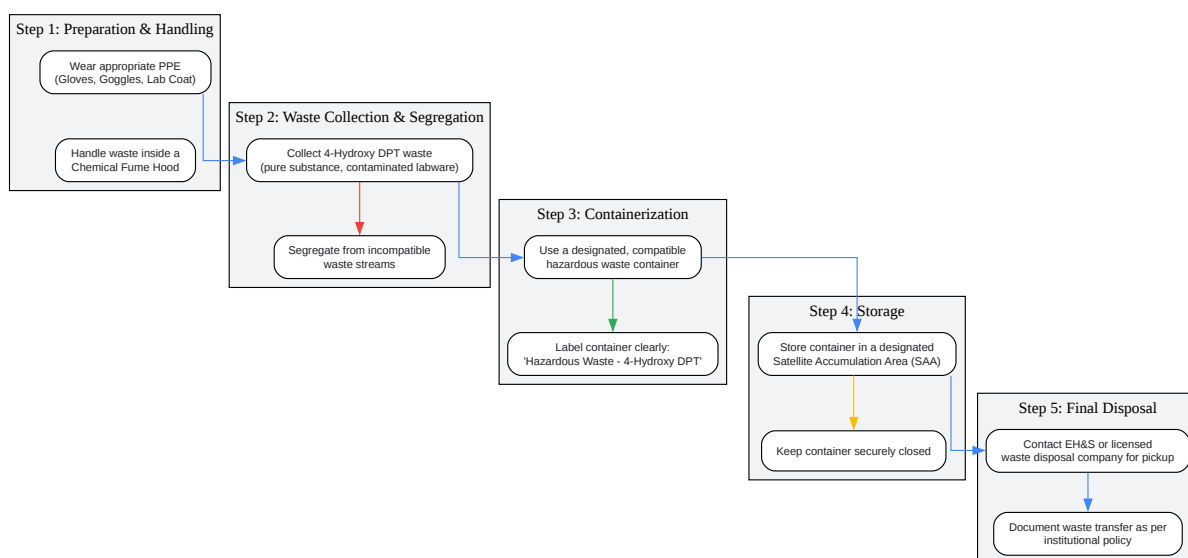 Step 1: Preparation & Handling
Wear appropriate PPE
(Gloves, Goggles, Lab Coat)
Handle waste inside a
Chemical Fume Hood
Step 2: Waste Collection & Segregation
Collect 4-Hydroxy DPT waste
(pure substance, contaminated labware)
Segregate from incompatible
waste streams
Step 3: Containerization
Use a designated, compatible
hazardous waste container
Label container clearly:
'Hazardous Waste - 4-Hydroxy DPT'
Step 4: Storage
Store container in a designated
Satellite Accumulation Area (SAA)
Keep container securely closed
Step 5: Final Disposal
Contact EH&S or licensed
waste disposal company for pickup
Document waste transfer as per
institutional policy